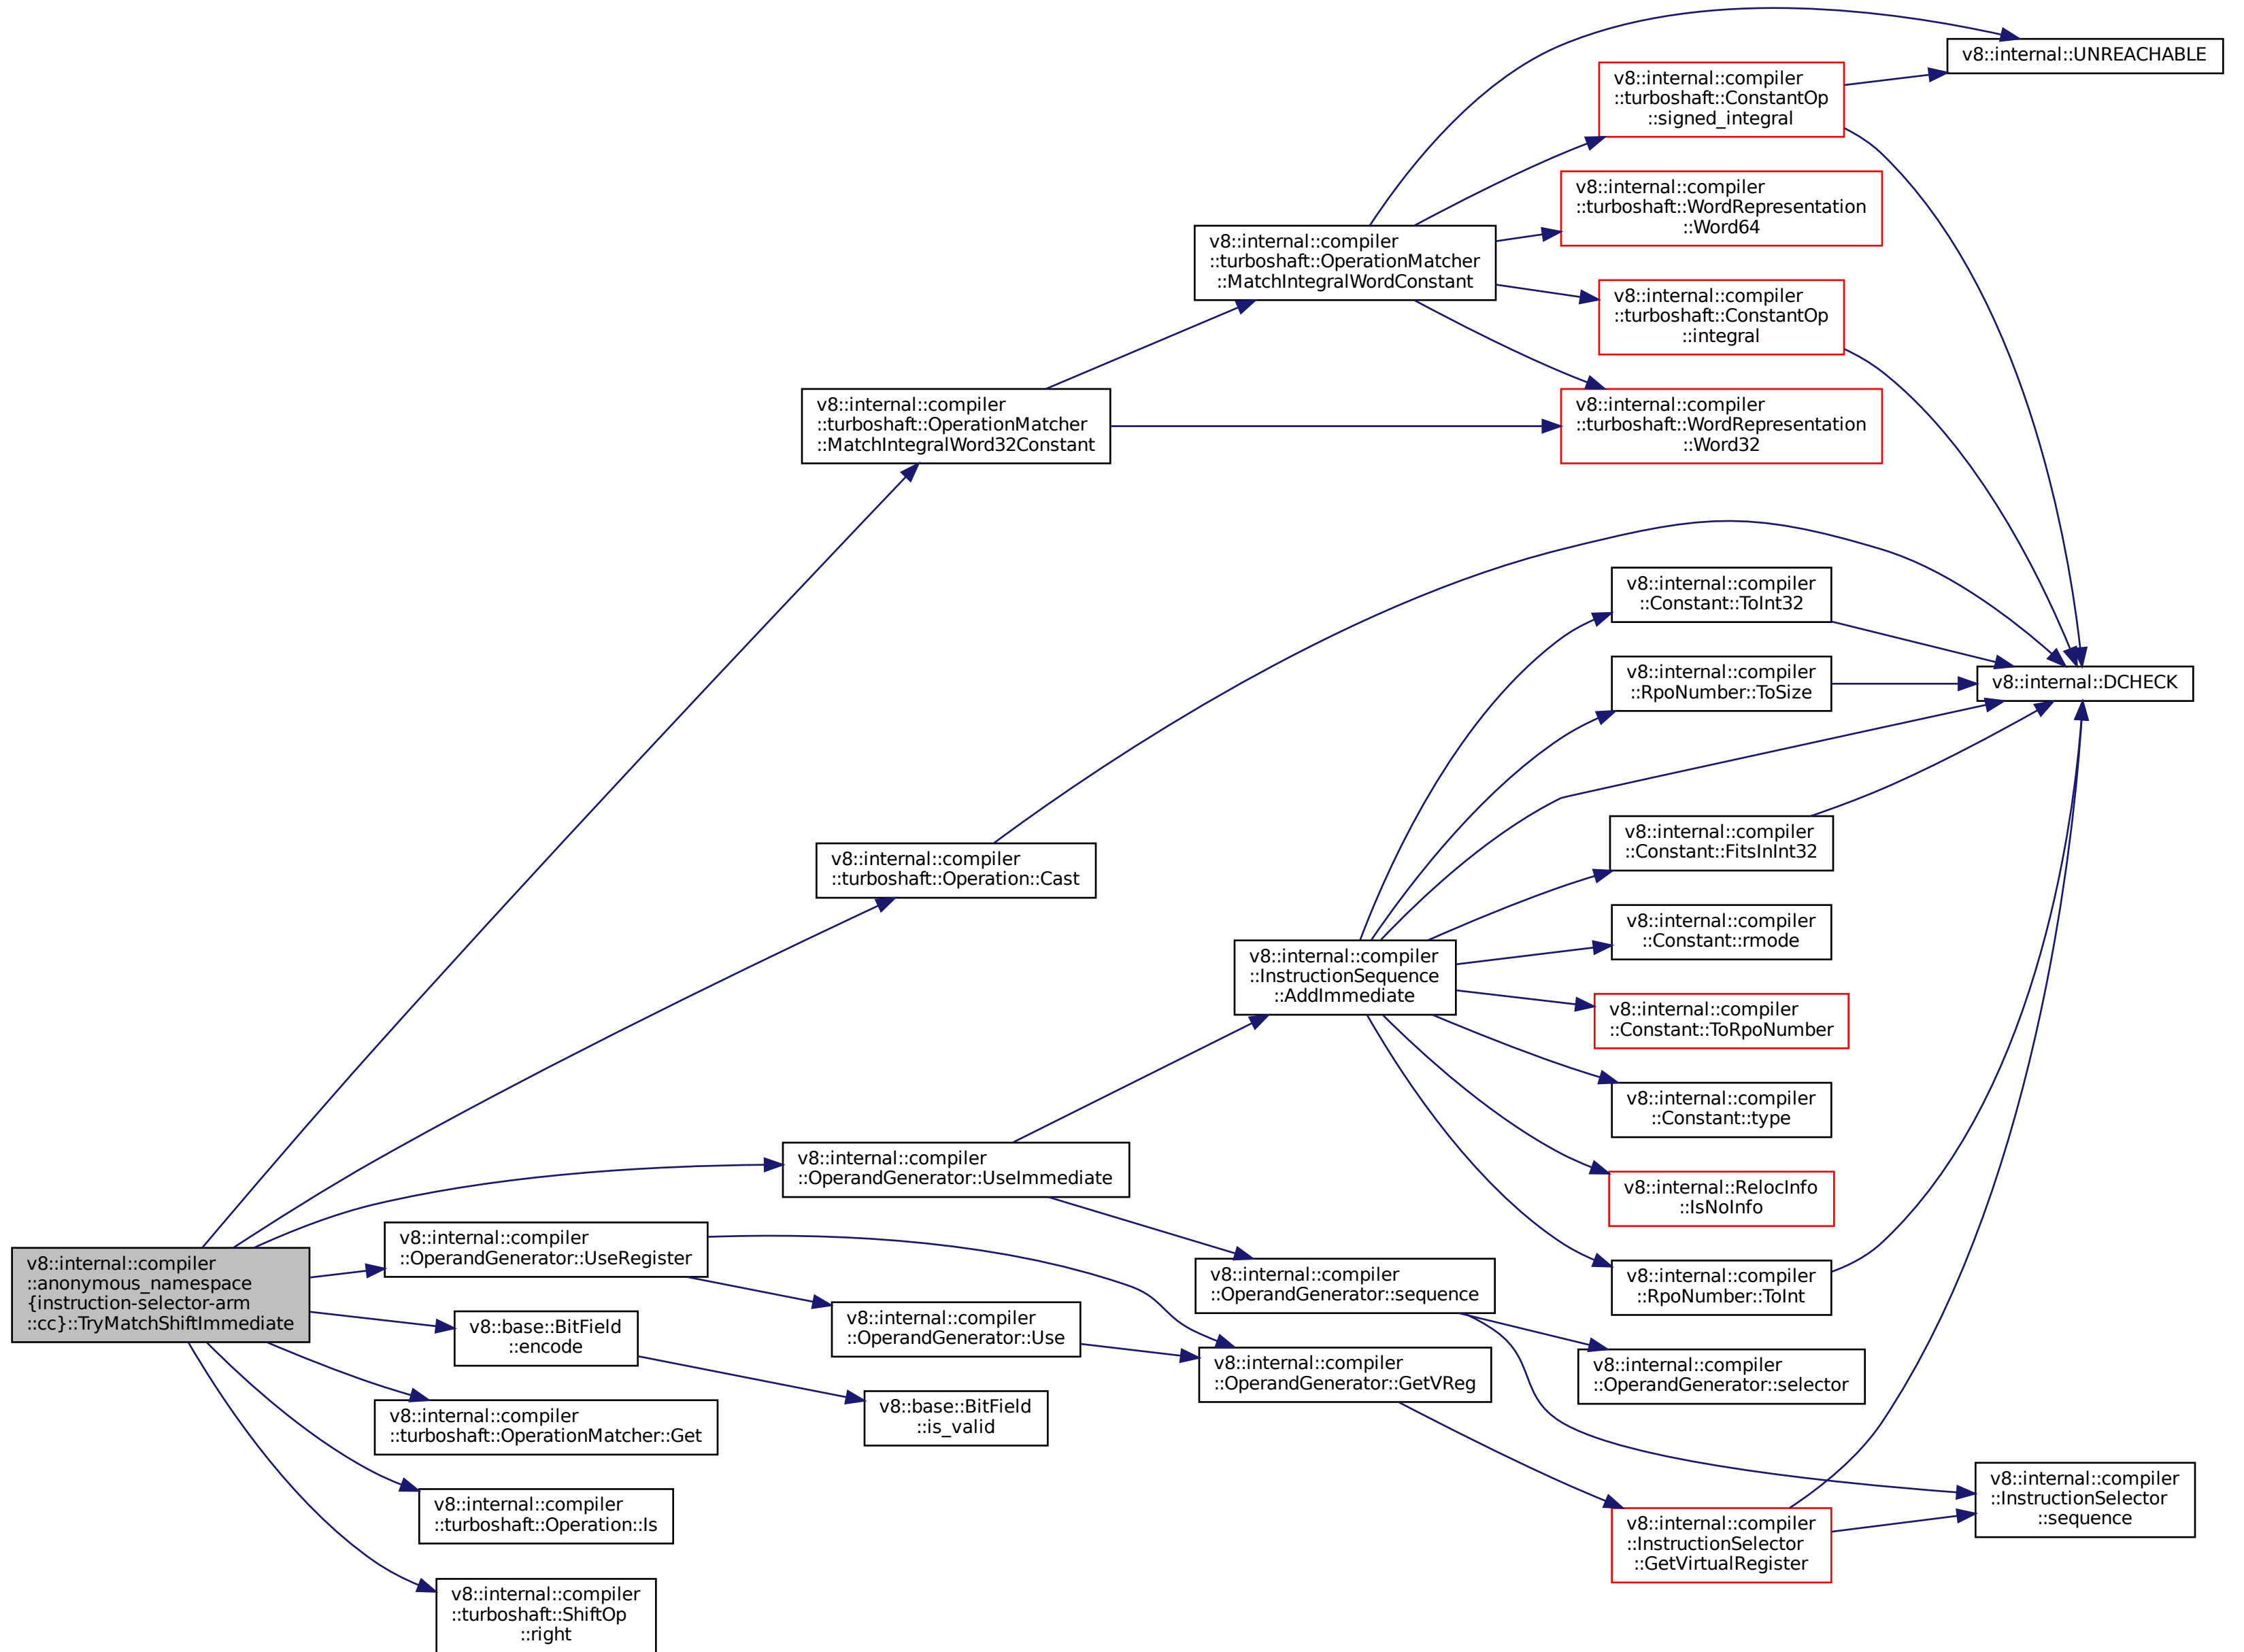 v8::internal::UNREACHABLE
v8::internal::compiler
::turboshaft::ConstantOp
::signed_integral
v8::internal::compiler
::turboshaft::WordRepresentation
::Word64
v8::internal::compiler
::turboshaft::OperationMatcher
::MatchIntegralWordConstant
v8::internal::compiler
::turboshaft::ConstantOp
::integral
v8::internal::compiler
::turboshaft::OperationMatcher
::MatchIntegralWord32Constant
v8::internal::compiler
::turboshaft::WordRepresentation
::Word32
v8::internal::compiler
::Constant::ToInt32
v8::internal::compiler
::RpoNumber::ToSize
v8::internal::DCHECK
v8::internal::compiler
::Constant::FitsInInt32
v8::internal::compiler
::turboshaft::Operation::Cast
v8::internal::compiler
::Constant::rmode
v8::internal::compiler
::InstructionSequence
::AddImmediate
v8::internal::compiler
::Constant::ToRpoNumber
v8::internal::compiler
::Constant::type
v8::internal::compiler
::OperandGenerator::UseImmediate
v8::internal::RelocInfo
::IsNoInfo
v8::internal::compiler
::OperandGenerator::UseRegister
v8::internal::compiler
::anonymous_namespace
{instruction-selector-arm
::cc}::TryMatchShiftImmediate
v8::internal::compiler
::OperandGenerator::sequence
v8::internal::compiler
::RpoNumber::ToInt
v8::internal::compiler
::OperandGenerator::Use
v8::base::BitField
::encode
v8::internal::compiler
::OperandGenerator::GetVReg
v8::internal::compiler
::OperandGenerator::selector
v8::base::BitField
::is_valid
v8::internal::compiler
::turboshaft::OperationMatcher::Get
v8::internal::compiler
::InstructionSelector
::sequence
v8::internal::compiler
::turboshaft::Operation::Is
v8::internal::compiler
::InstructionSelector
::GetVirtualRegister
v8::internal::compiler
::turboshaft::ShiftOp
::right